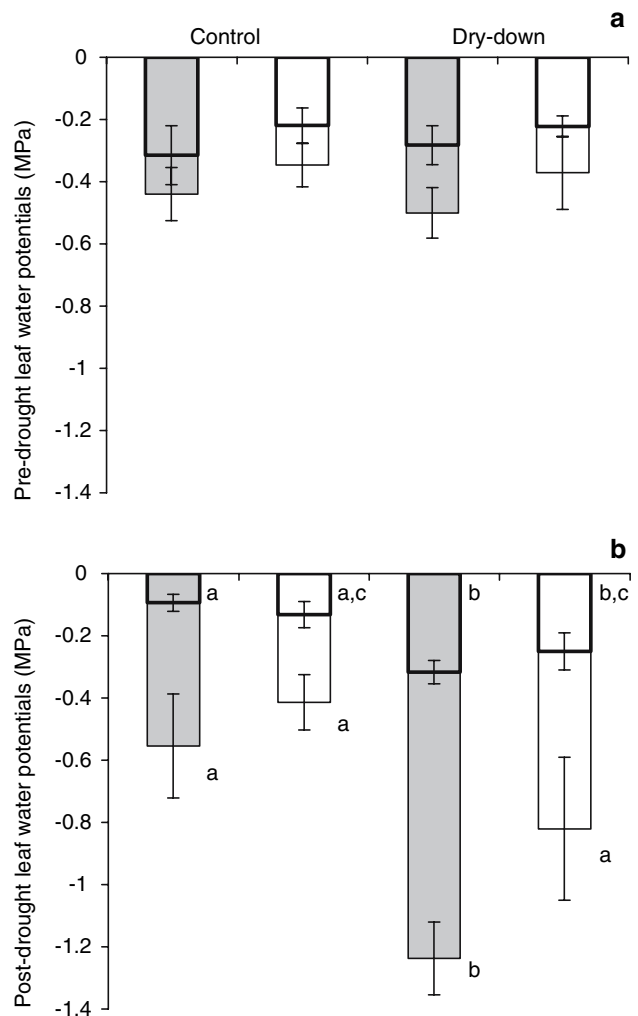 a
Control Dry-down
0
-0.2
-0.4
-0.6
-0.8
-1
-1.2
-1.4
Pre-drought leaf water potentials (MPa)
b
0
-0.2
-0.4
-0.6
-0.8
-1
-1.2
-1.4
Post-drought leaf water potentials (MPa)
a a,c b b,c
a
a
a
b